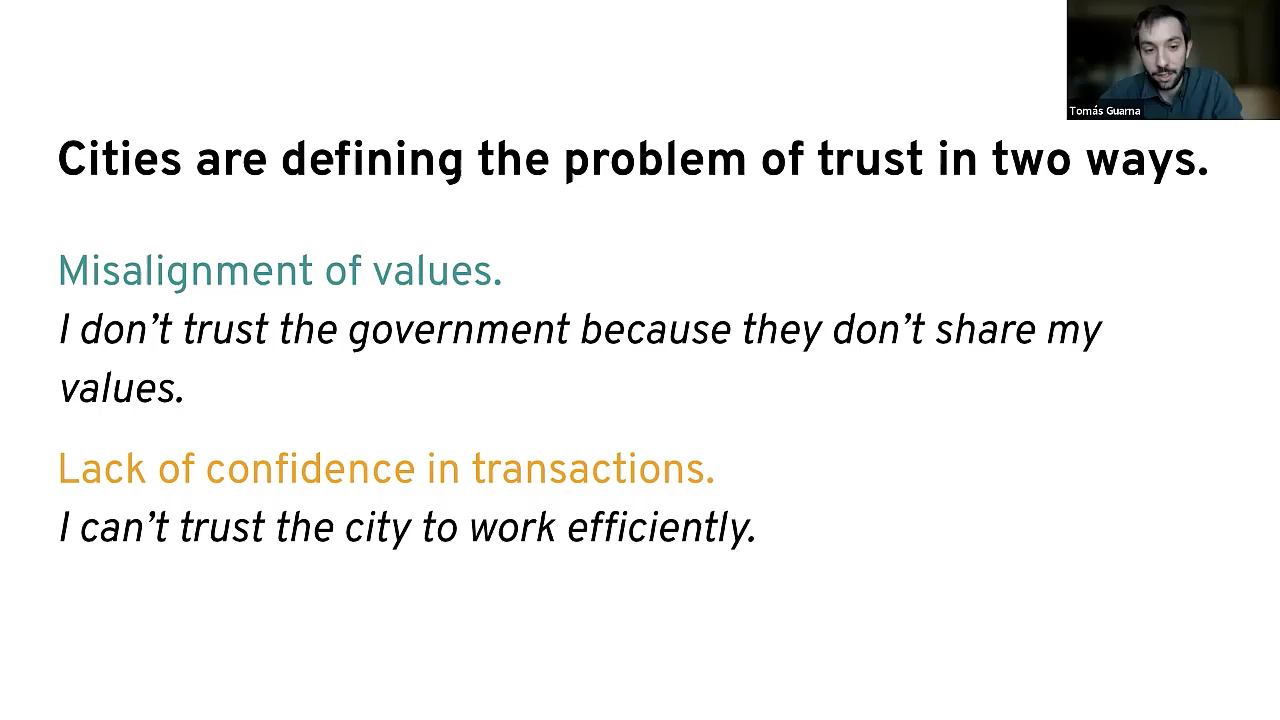 Tomás Guarna
Cities are defining the problem of trust in two ways.
Misalignment of values.
I don’t trust the government because they don’t share my
values.
Lack of confidence in transactions.
I can’t trust the city to work efficiently.